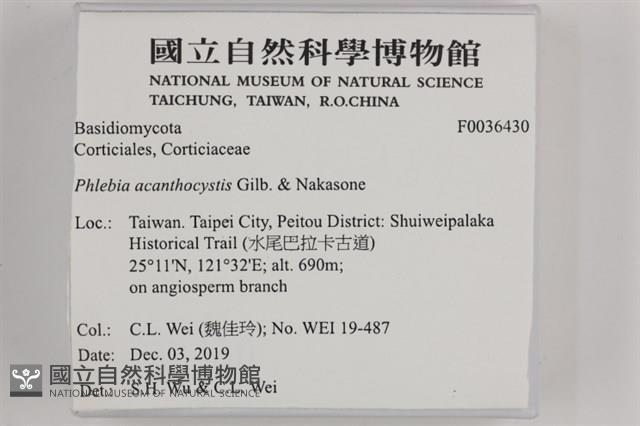 國立自然科學博物館
NATIONAL MUSEUM OF NATURAL SCIENCE
TAICHUNG, TAIWAN, R.O.CHINA
Basidiomycota F0036430
Corticiales, Corticiaceae
Phlebia acanthocystis Gilb. & Nakasone
Loc.: Taiwan. Taipei City, Peitou District: Shuiweipalaka
Historical Trail (水尾巴拉卡古道)
25°11'N, 121°32'E; alt. 690m;
on angiosperm branch
Col.: C.L. Wei (魏佳玲); No. WEI 19-487
Date: Dec. 03, 2019
Det.: S.H. Wu & C.L. Wei
國立自然科學博物館
NATIONAL MUSEUM OF NATURAL SCIENCE